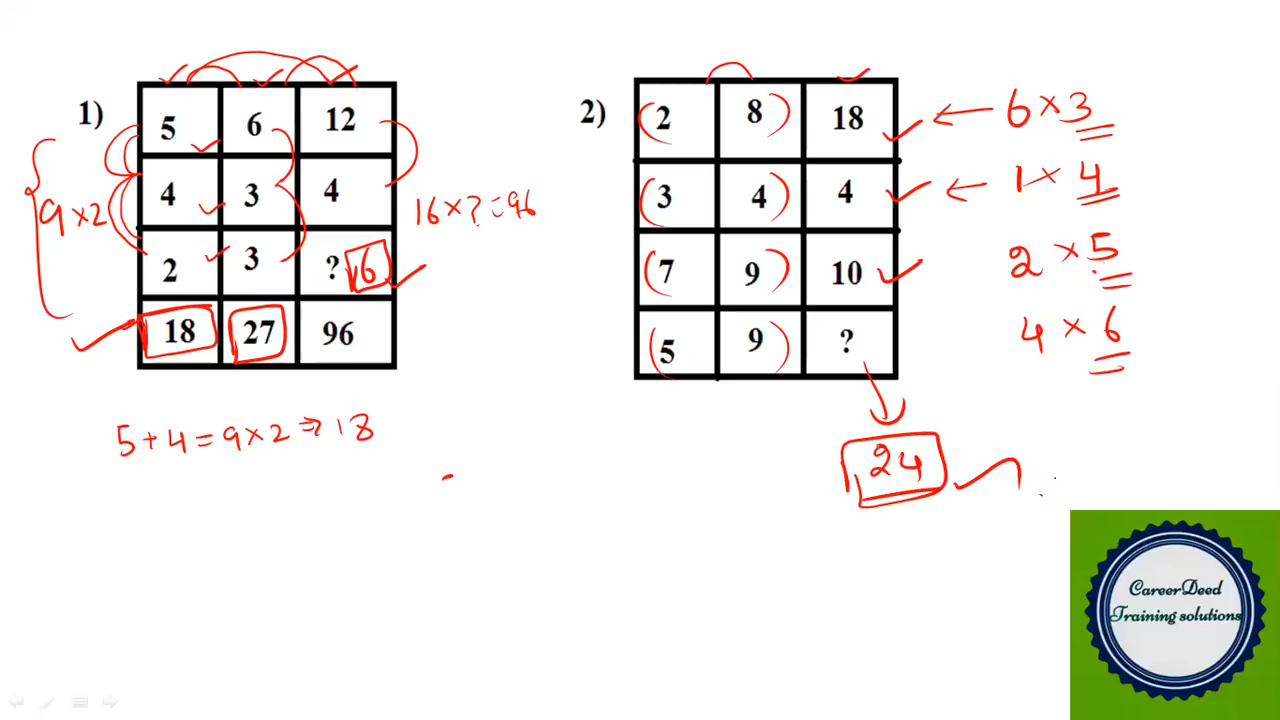 1)
5 6 12
4 3 4
2 3 ? 6
18 27 96
9 × 2
16 × ? = 96
5 + 4 = 9 × 2 ⇒ 18
2)
2 8 18
3 4 4
7 9 10
5 9 ?
6 × 3
1 × 4
2 × 5
4 × 6
24
CareerDeed
Training solutions